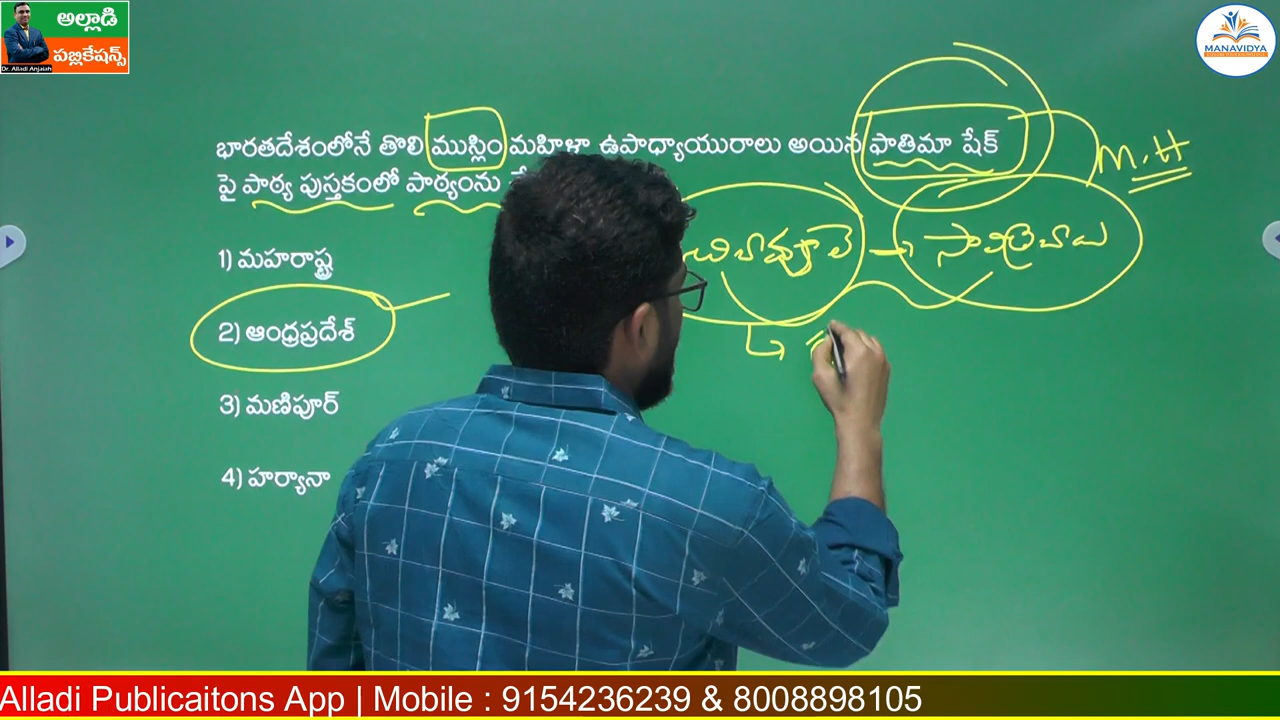 అల్లాడి
పబ్లికేషన్స్
Dr. Alladi Anjaiah
MANAVIDYA
భారతదేశంలోనే తొలి ముస్లిం మహిళా ఉపాధ్యాయురాలు అయిన ఫాతిమా షేక్
పై పాఠ్య పుస్తకంలో పాఠ్యంను
M.H
సావిత్రిబాయి
1) మహరాష్ట్ర
2) ఆంధ్రప్రదేశ్
3) మణిపూర్
4) హర్యానా
Alladi Publicaitons App | Mobile : 9154236239 & 8008898105